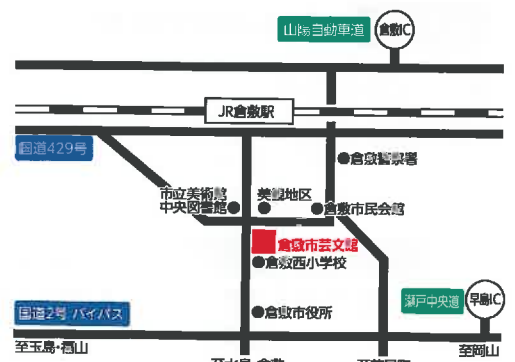 山陽自動車道
倉敷IC
JR倉敷駅
国道429号
倉敷警察署
市立美術館
中央図書館
美観地区
倉敷市民会館
倉敷市芸文館
倉敷西小学校
瀬戸中央道
早島IC
国道2号 バイパス
倉敷市役所
至玉島・福山
至岡山